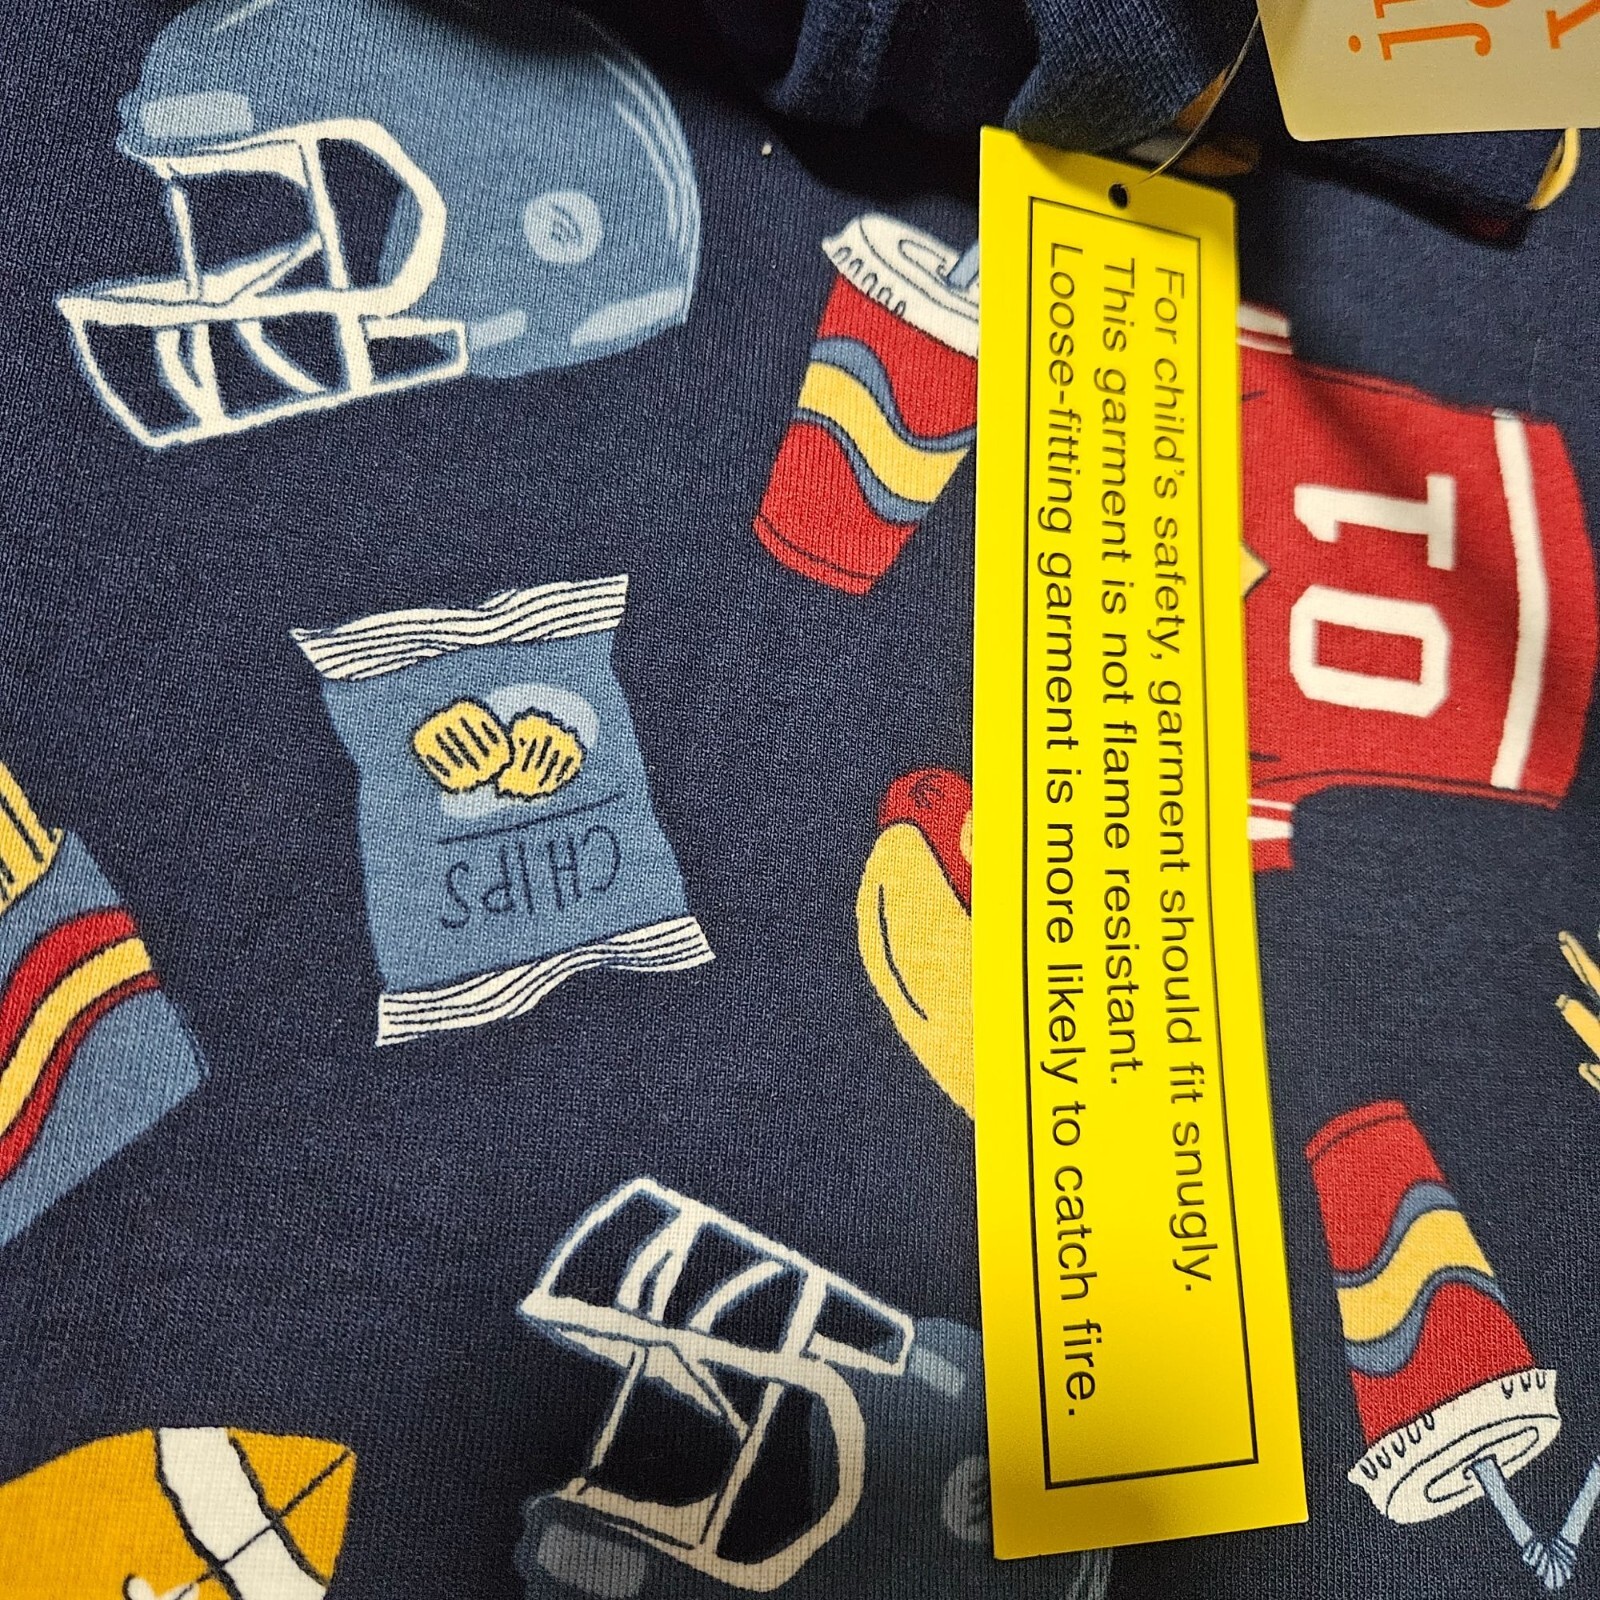 For child's safety, garment should fit snugly.
This garment is not flame resistant.
Loose-fitting garment is more likely to catch fire.
CHIPS
01